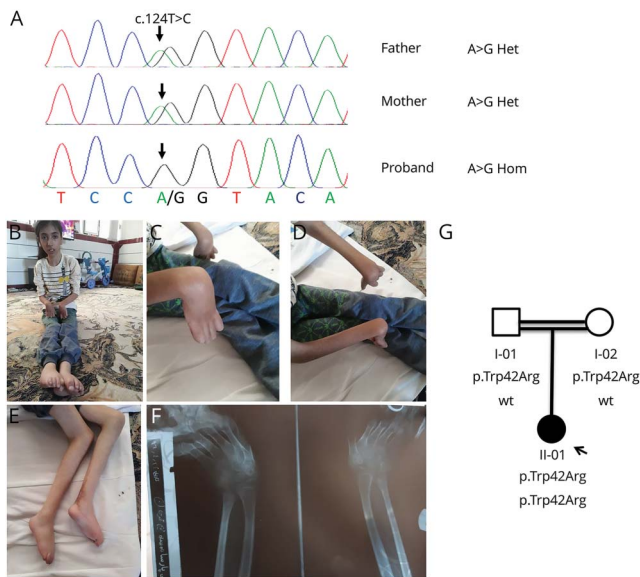 A
c.124T>C
Father A>G Het
Mother A>G Het
Proband A>G Hom
T C C A/G G T A C A
B
C
D
G
I-01 I-02
p.Trp42Arg p.Trp42Arg
wt wt
II-01
p.Trp42Arg
p.Trp42Arg
E
F